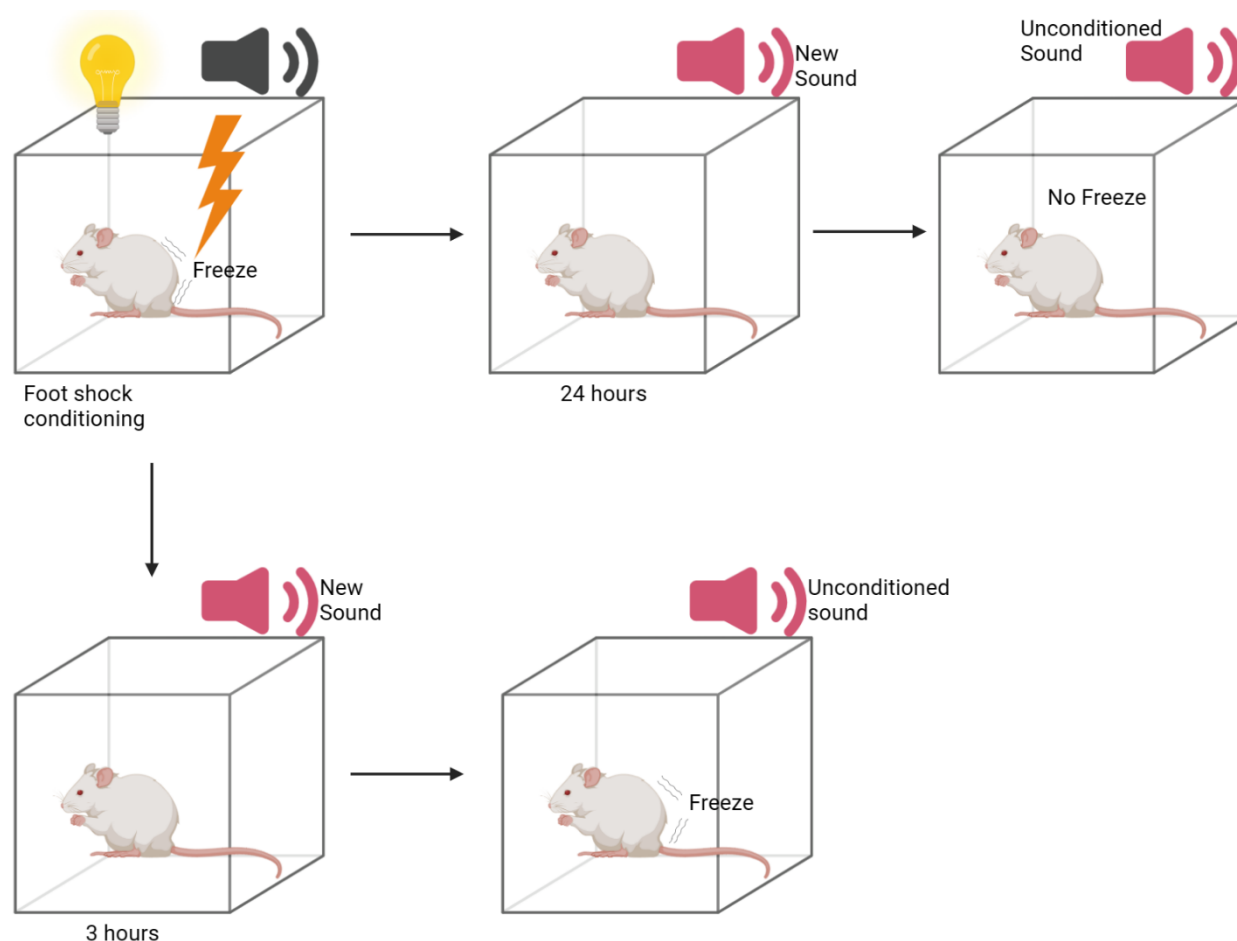 New
Sound
Unconditioned
Sound
Freeze
No Freeze
Foot shock
conditioning
24 hours
New
Sound
Unconditioned
sound
Freeze
3 hours